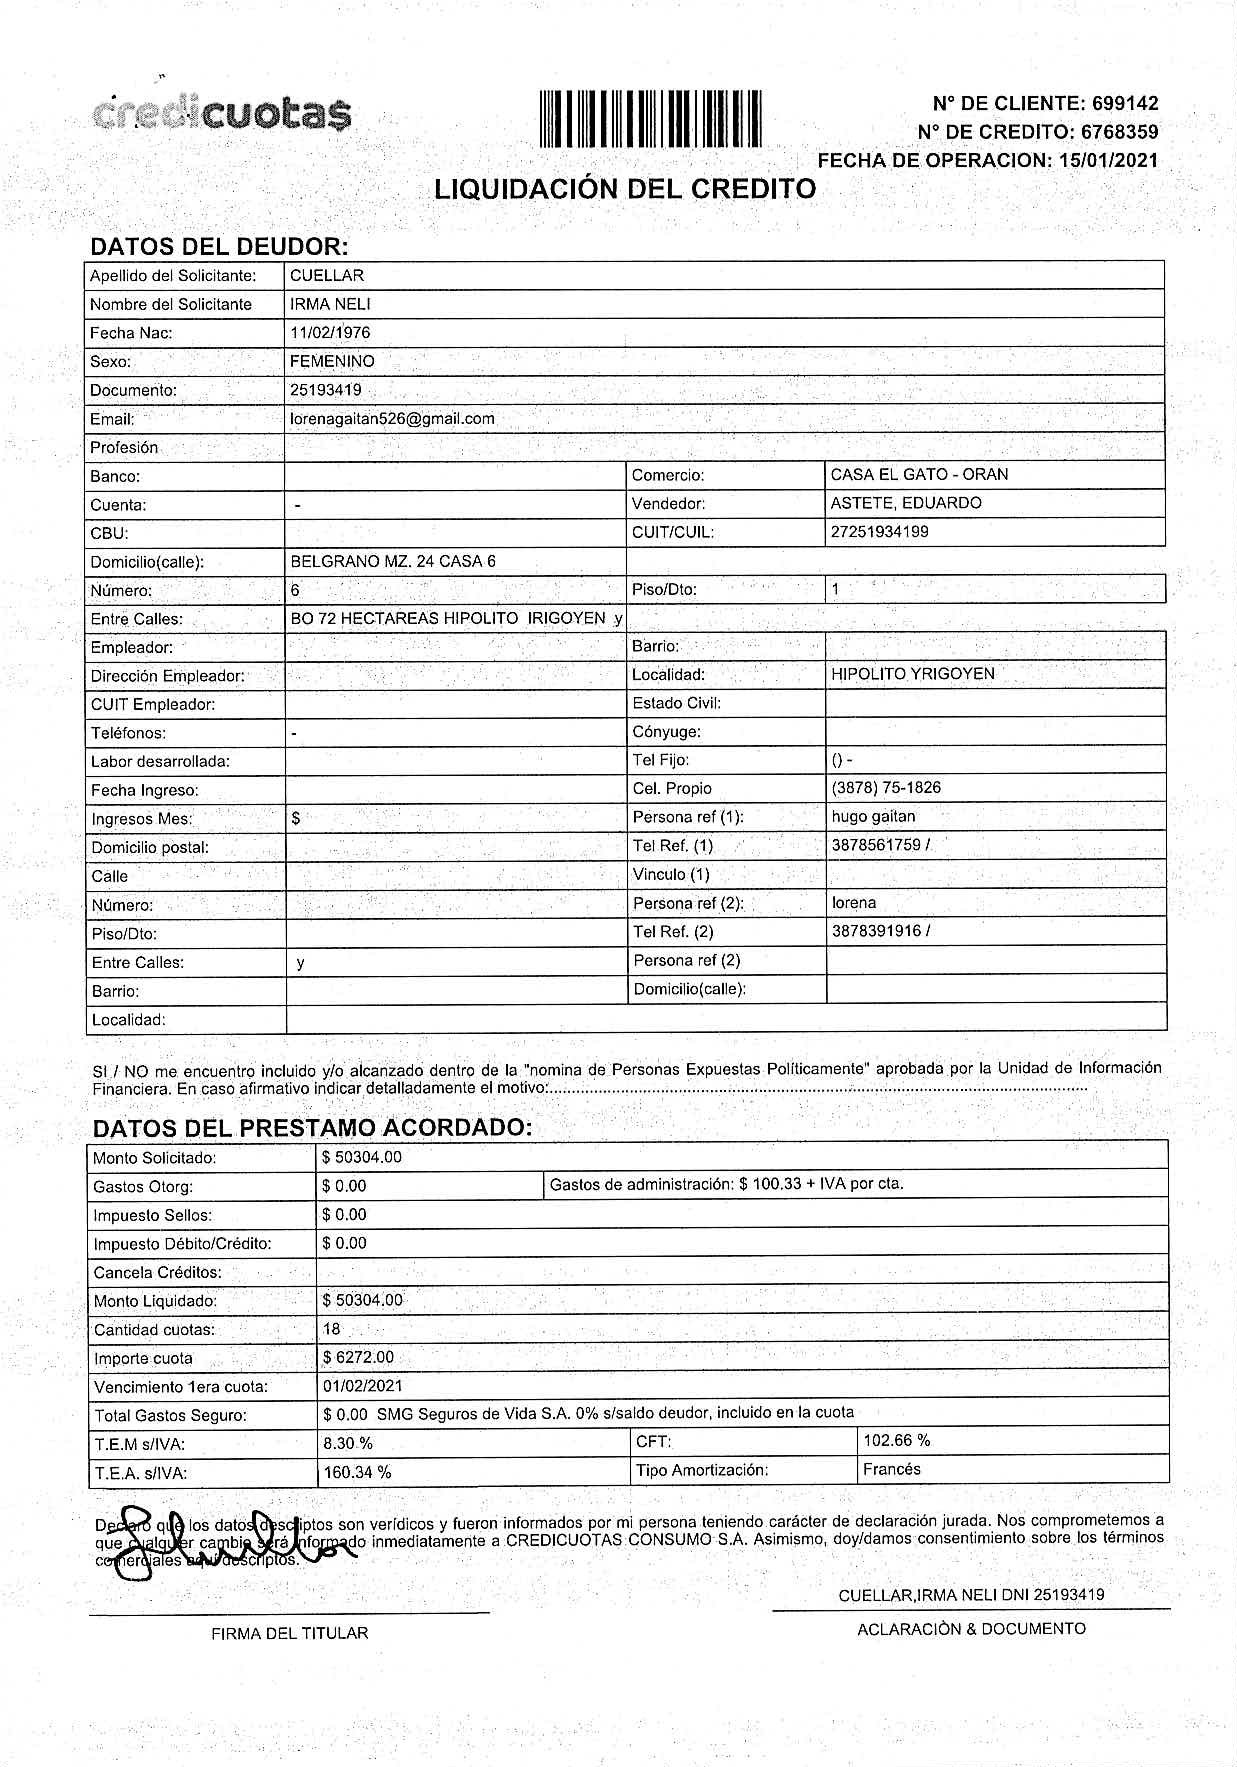 credicuotas
N° DE CLIENTE: 699142
N° DE CREDITO: 6768359
FECHA DE OPERACION: 15/01/2021
LIQUIDACIÓN DEL CREDITO
DATOS DEL DEUDOR:
Apellido del Solicitante: CUELLAR
Nombre del Solicitante IRMA NELI
Fecha Nac: 11/02/1976
Sexo: FEMENINO
Documento: 25193419
Email: lorenagaitan526@gmail.com
Profesión
Banco: Comercio: CASA EL GATO - ORAN
Cuenta: - Vendedor: ASTETE, EDUARDO
CBU: CUIT/CUIL: 27251934199
Domicilio(calle): BELGRANO MZ. 24 CASA 6
Número: 6 Piso/Dto: 1
Entre Calles: BO 72 HECTAREAS HIPOLITO IRIGOYEN y
Empleador: Barrio:
Dirección Empleador: Localidad: HIPOLITO YRIGOYEN
CUIT Empleador: Estado Civil:
Teléfonos: - Cónyuge:
Labor desarrollada: Tel Fijo: () -
Fecha Ingreso: Cel. Propio (3878) 75-1826
Ingresos Mes: $ Persona ref (1): hugo gaitan
Domicilio postal: Tel Ref. (1) 3878561759 /
Calle Vinculo (1)
Número: Persona ref (2): lorena
Piso/Dto: Tel Ref. (2) 3878391916 /
Entre Calles: y Persona ref (2)
Barrio: Domicilio(calle):
Localidad:
SI / NO me encuentro incluido y/o alcanzado dentro de la "nomina de Personas Expuestas Políticamente" aprobada por la Unidad de Información
Financiera. En caso afirmativo indicar detalladamente el motivo:..........................................................................................................
DATOS DEL PRESTAMO ACORDADO:
Monto Solicitado: $ 50304.00
Gastos Otorg: $ 0.00 Gastos de administración: $ 100.33 + IVA por cta.
Impuesto Sellos: $ 0.00
Impuesto Débito/Crédito: $ 0.00
Cancela Créditos:
Monto Liquidado: $ 50304.00
Cantidad cuotas: 18
Importe cuota $ 6272.00
Vencimiento 1era cuota: 01/02/2021
Total Gastos Seguro: $ 0.00 SMG Seguros de Vida S.A. 0% s/saldo deudor, incluido en la cuota
T.E.M s/IVA: 8.30 % CFT: 102.66 %
T.E.A. s/IVA: 160.34 % Tipo Amortización: Francés
Declaro que los datos descriptos son verídicos y fueron informados por mi persona teniendo carácter de declaración jurada. Nos comprometemos a
que cualquier cambio será informado inmediatamente a CREDICUOTAS CONSUMO S.A. Asimismo, doy/damos consentimiento sobre los términos
comerciales aquí descriptos.
CUELLAR,IRMA NELI DNI 25193419
FIRMA DEL TITULAR
ACLARACIÒN & DOCUMENTO